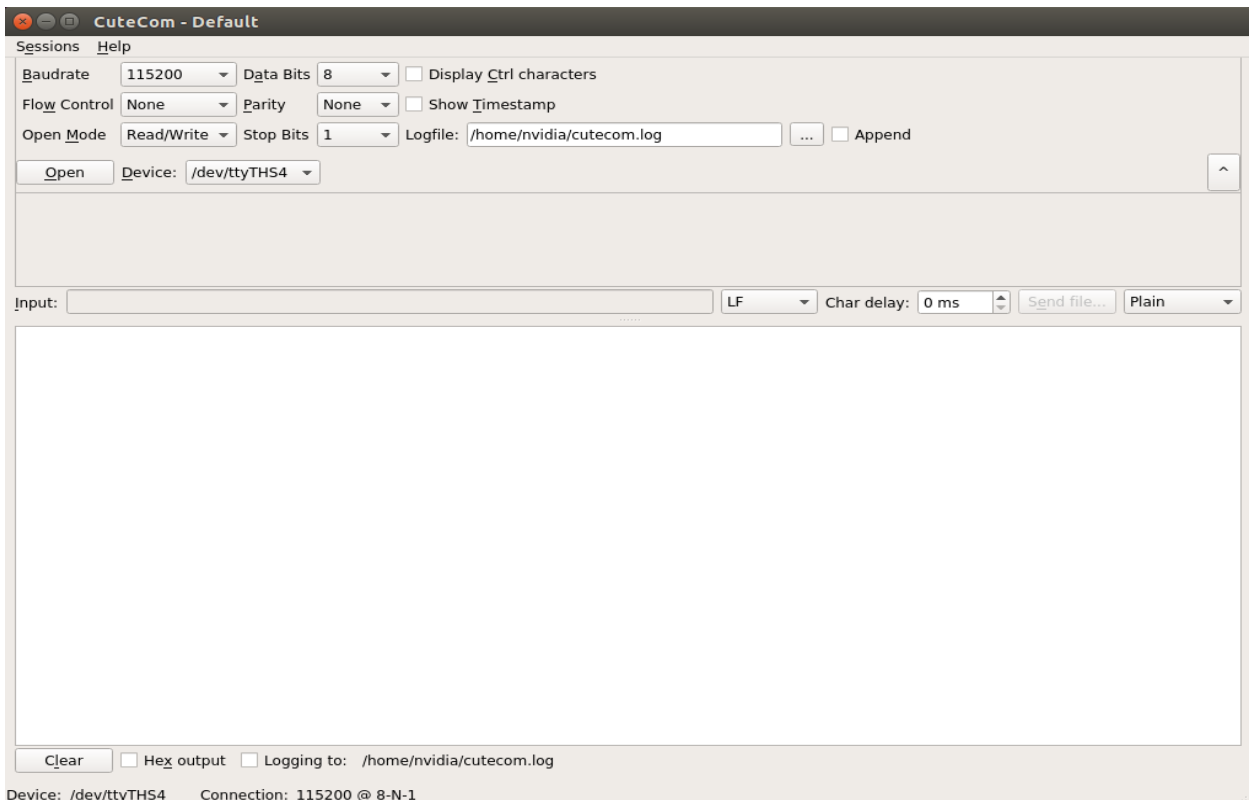 CuteCom - Default
Sessions Help
Baudrate 115200 Data Bits 8 Display Ctrl characters
Flow Control None Parity None Show Timestamp
Open Mode Read/Write Stop Bits 1 Logfile: /home/nvidia/cutecom.log ... Append
Open Device: /dev/ttyTHS4 ^
Input: LF Char delay: 0 ms Send file... Plain
Clear Hex output Logging to: /home/nvidia/cutecom.log
Device: /dev/ttyTHS4 Connection: 115200 @ 8-N-1